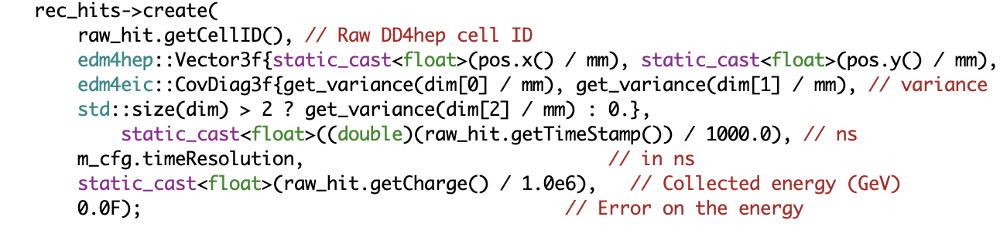 rec_hits->create(
raw_hit.getCellID(), // Raw DD4hep cell ID
edm4hep::Vector3f{static_cast<float>(pos.x() / mm), static_cast<float>(pos.y() / mm),
edm4eic::CovDiag3f{get_variance(dim[0] / mm), get_variance(dim[1] / mm), // variance
std::size(dim) > 2 ? get_variance(dim[2] / mm) : 0.},
static_cast<float>((double)(raw_hit.getTimeStamp()) / 1000.0), // ns
m_cfg.timeResolution, // in ns
static_cast<float>(raw_hit.getCharge() / 1.0e6), // Collected energy (GeV)
0.0F); // Error on the energy